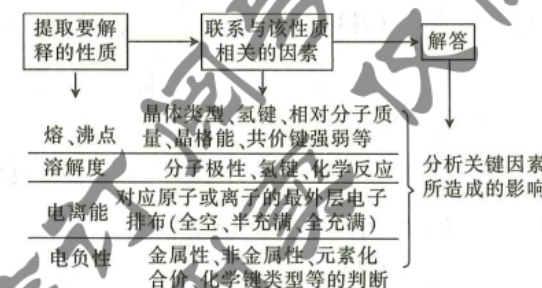 提取要解
释的性质
联系与该性质
相关的因素
解答
熔、沸点
晶体类型、氢键、相对分子质
量、晶格能、共价键强弱等
溶解度
分子极性、氢键、化学反应
电离能
对应原子或离子的最外层电子
排布(全空、半充满、全充满)
电负性
金属性、非金属性、元素化
合价、化学键类型等的判断
分析关键因素
所造成的影响